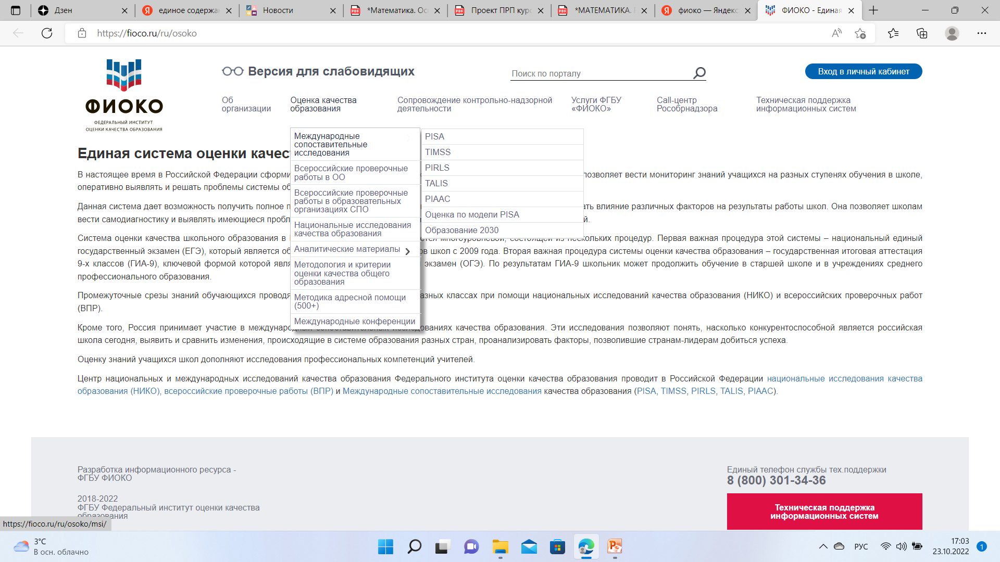 Дзен
единое содержа
Новости
*Математика. Ос
Проект ПРП курс
*МАТЕМАТИКА.
фиоко — Яндекс
ФИОКО - Единая
https://fioco.ru/ru/osoko
Версия для слабовидящих
Поиск по порталу
Вход в личный кабинет
ФИОКО
ФЕДЕРАЛЬНЫЙ ИНСТИТУТ
ОЦЕНКИ КАЧЕСТВА ОБРАЗОВАНИЯ
Об
организации
Оценка качества
образования
Сопровождение контрольно-надзорной
деятельности
Услуги ФГБУ
«ФИОКО»
Call-центр
Рособрнадзора
Техническая поддержка
информационных систем
Международные
сопоставительные
исследования
Всероссийские проверочные
работы в ОО
Всероссийские проверочные
работы в образовательных
организациях СПО
Национальные исследования
качества образования
Аналитические материалы
Методология и критерии
оценки качества общего
образования
Методика адресной помощи
(500+)
Международные конференции
PISA
TIMSS
PIRLS
TALIS
PIAAC
Оценка по модели PISA
Образование 2030
Единая система оценки качес
В настоящее время в Российской Федерации сформи позволяет вести мониторинг знаний учащихся на разных ступенях обучения в школе,
оперативно выявлять и решать проблемы системы об
Данная система дает возможность получить полное п ать влияние различных факторов на результаты работы школ. Она позволяет школам
вести самодиагностику и выявлять имеющиеся пробл й.
Система оценки качества школьного образования в многоуровневой, состоящей из нескольких процедур. Первая важная процедура этой системы – национальный единый
государственный экзамен (ЕГЭ), который является об ов школ с 2009 года. Вторая важная процедура системы оценки качества образования – государственная итоговая аттестация
9-х классов (ГИА-9), ключевой формой которой явля экзамен (ОГЭ). По результатам ГИА-9 школьник может продолжить обучение в старшей школе и в учреждениях среднего
профессионального образования.
Промежуточные срезы знаний обучающихся проводя азных классах при помощи национальных исследований качества образования (НИКО) и всероссийских проверочных работ
(ВПР).
Кроме того, Россия принимает участие в международных сопоставительных исследованиях качества образования. Эти исследования позволяют понять, насколько конкурентоспособной является российская
школа сегодня, выявить и сравнить изменения, происходящие в системе образования разных стран, проанализировать факторы, позволившие странам-лидерам добиться успеха.
Оценку знаний учащихся школ дополняют исследования профессиональных компетенций учителей.
Центр национальных и международных исследований качества образования Федерального института оценки качества образования проводит в Российской Федерации национальные исследования качества
образования (НИКО), всероссийские проверочные работы (ВПР) и Международные сопоставительные исследования качества образования (PISA, TIMSS, PIRLS, TALIS, PIAAC).
Разработка информационного ресурса -
ФГБУ ФИОКО
2018-2022
ФГБУ Федеральный институт оценки качества
образования
Единый телефон службы тех.поддержки
8 (800) 301-34-36
Техническая поддержка
информационных систем
https://fioco.ru/ru/osoko/msi/
3°C
В осн. облачно
РУС
17:03
23.10.2022
1